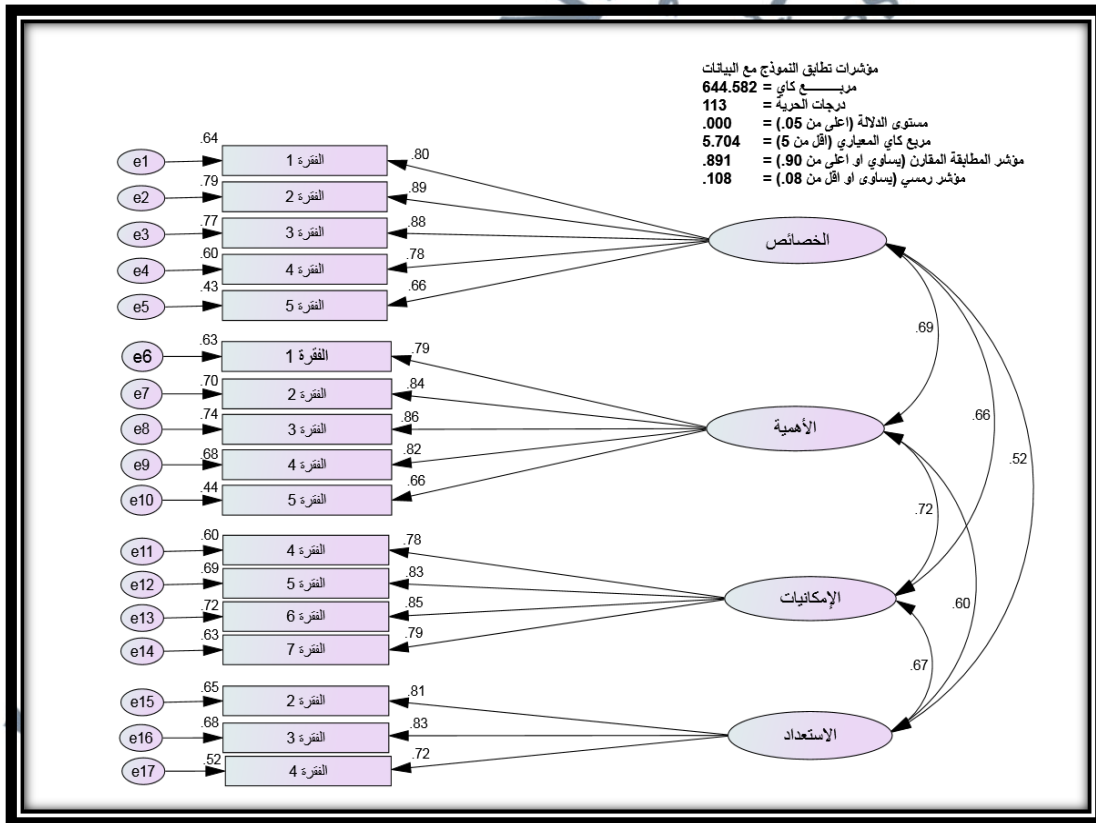 مؤشرات تطابق النموذج مع البيانات
مربـــــــع كاي = 644.582
درجات الحرية = 113
مستوى الدلالة (اعلى من 05.) = .000
مربع كاي المعياري (اقل من 5) = 5.704
مؤشر المطابقة المقارن (يساوي او اعلى من 90.) = .891
مؤشر رمسي (يساوى او اقل من 08.) = .108
e1 .64 الفقرة 1 .80
e2 .79 الفقرة 2 .89
e3 .77 الفقرة 3 .88
e4 .60 الفقرة 4 .78
e5 .43 الفقرة 5 .66
الخصائص
e6 .63 الفقرة 1 .79
e7 .70 الفقرة 2 .84
e8 .74 الفقرة 3 .86
e9 .68 الفقرة 4 .82
e10 .44 الفقرة 5 .66
الأهمية
e11 .60 الفقرة 4 .78
e12 .69 الفقرة 5 .83
e13 .72 الفقرة 6 .85
e14 .63 الفقرة 7 .79
الإمكانيات
e15 .65 الفقرة 2 .81
e16 .68 الفقرة 3 .83
e17 .52 الفقرة 4 .72
الاستعداد
.69
.66
.52
.72
.60
.67